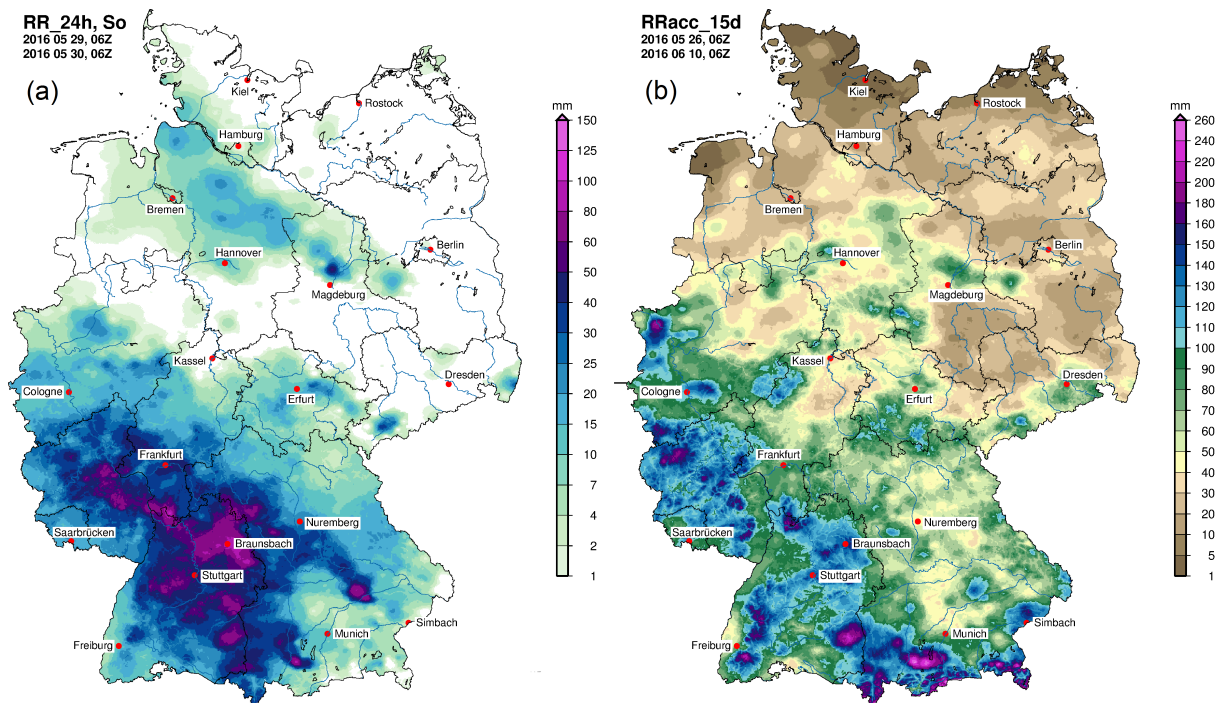 RR_24h, So
2016 05 29, 06Z
2016 05 30, 06Z
(a)
Kiel
Rostock
Hamburg
Bremen
Berlin
Hannover
Magdeburg
Kassel
Dresden
Cologne
Erfurt
Frankfurt
Nuremberg
Saarbrücken
Braunsbach
Stuttgart
Simbach
Munich
Freiburg
mm
150
125
100
80
60
50
40
30
25
20
15
10
7
4
2
1
RRacc_15d
2016 05 26, 06Z
2016 06 10, 06Z
(b)
Kiel
Rostock
Hamburg
Bremen
Berlin
Hannover
Magdeburg
Kassel
Dresden
Cologne
Erfurt
Frankfurt
Nuremberg
Saarbrücken
Braunsbach
Stuttgart
Simbach
Munich
Freiburg
mm
260
240
220
200
180
160
150
140
130
120
110
100
90
80
70
60
50
40
30
20
10
5
1